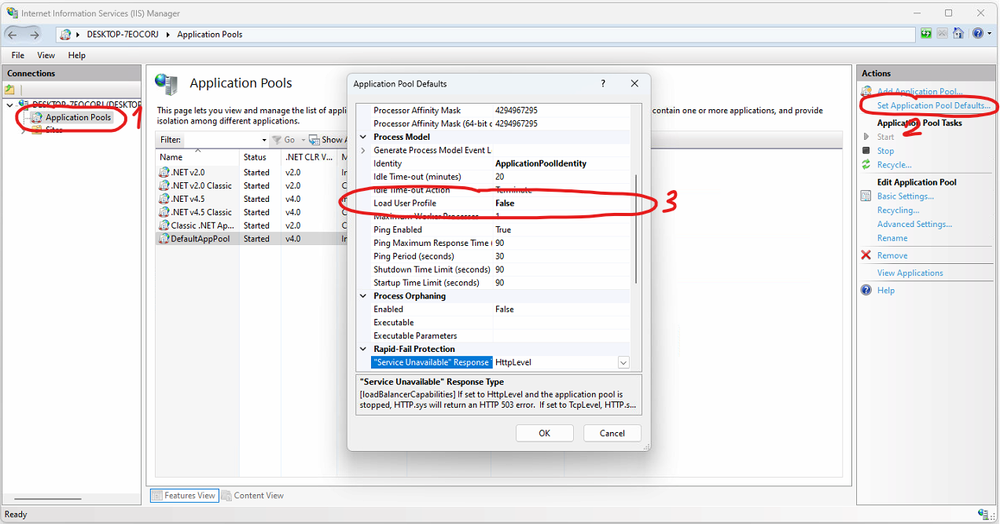 Internet Information Services (IIS) Manager
DESKTOP-7EOCORJ Application Pools
File View Help
Connections
DESKTOP-7EOCORJ (DESKTOP
Application Pools
Sites
1
Application Pools
This page lets you view and manage the list of appl
contain one or more applications, and provide
isolation among different applications.
Filter: Go Show A
Name Status .NET CLR V... M
.NET v2.0 Started v2.0 In
.NET v2.0 Classic Started v2.0 C
.NET v4.5 Started v4.0 In
.NET v4.5 Classic Started v4.0 C
Classic .NET Ap... Started v2.0 C
DefaultAppPool Started v4.0 In
Features View Content View
Ready
Application Pool Defaults ?
Processor Affinity Mask 4294967295
Processor Affinity Mask (64-bit o 4294967295
Process Model
Generate Process Model Event L
Identity ApplicationPoolIdentity
Idle Time-out (minutes) 20
Idle Time-out Action Terminate
Load User Profile False
3
Maximum Worker Processes 1
Ping Enabled True
Ping Maximum Response Time ( 90
Ping Period (seconds) 30
Shutdown Time Limit (seconds) 90
Startup Time Limit (seconds) 90
Process Orphaning
Enabled False
Executable
Executable Parameters
Rapid-Fail Protection
"Service Unavailable" Response HttpLevel
"Service Unavailable" Response Type
[loadBalancerCapabilities] If set to HttpLevel and the application pool is
stopped, HTTP.sys will return an HTTP 503 error. If set to TcpLevel, HTTP.s...
OK Cancel
Actions
Add Application Pool...
Set Application Pool Defaults...
2
Application Pool Tasks
Start
Stop
Recycle...
Edit Application Pool
Basic Settings...
Recycling...
Advanced Settings...
Rename
Remove
View Applications
Help